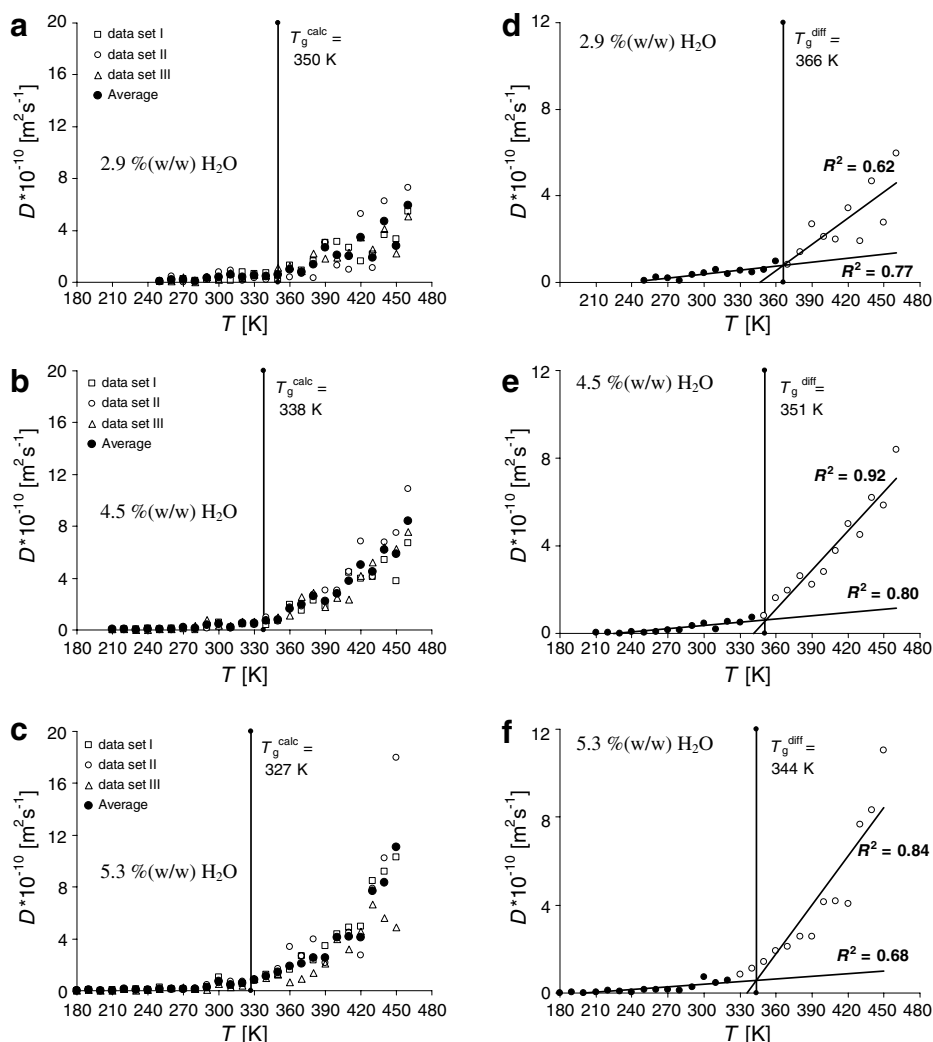 a
data set I
data set II
data set III
Average
T_g^calc =
350 K
2.9 %(w/w) H₂O
D*10⁻¹⁰ [m²s⁻¹]
20
16
12
8
4
0
180 210 240 270 300 330 360 390 420 450 480
T [K]
d
2.9 %(w/w) H₂O
T_g^diff =
366 K
R² = 0.62
R² = 0.77
D*10⁻¹⁰ [m²s⁻¹]
12
8
4
0
210 240 270 300 330 360 390 420 450 480
T [K]
b
data set I
data set II
data set III
Average
T_g^calc =
338 K
4.5 %(w/w) H₂O
D*10⁻¹⁰ [m²s⁻¹]
20
16
12
8
4
0
180 210 240 270 300 330 360 390 420 450 480
T [K]
e
4.5 %(w/w) H₂O
T_g^diff =
351 K
R² = 0.92
R² = 0.80
D*10⁻¹⁰ [m²s⁻¹]
12
8
4
0
180 210 240 270 300 330 360 390 420 450 480
T [K]
c
data set I
data set II
data set III
Average
T_g^calc =
327 K
5.3 %(w/w) H₂O
D*10⁻¹⁰ [m²s⁻¹]
20
16
12
8
4
0
180 210 240 270 300 330 360 390 420 450 480
T [K]
f
5.3 %(w/w) H₂O
T_g^diff =
344 K
R² = 0.84
R² = 0.68
D*10⁻¹⁰ [m²s⁻¹]
12
8
4
0
180 210 240 270 300 330 360 390 420 450 480
T [K]